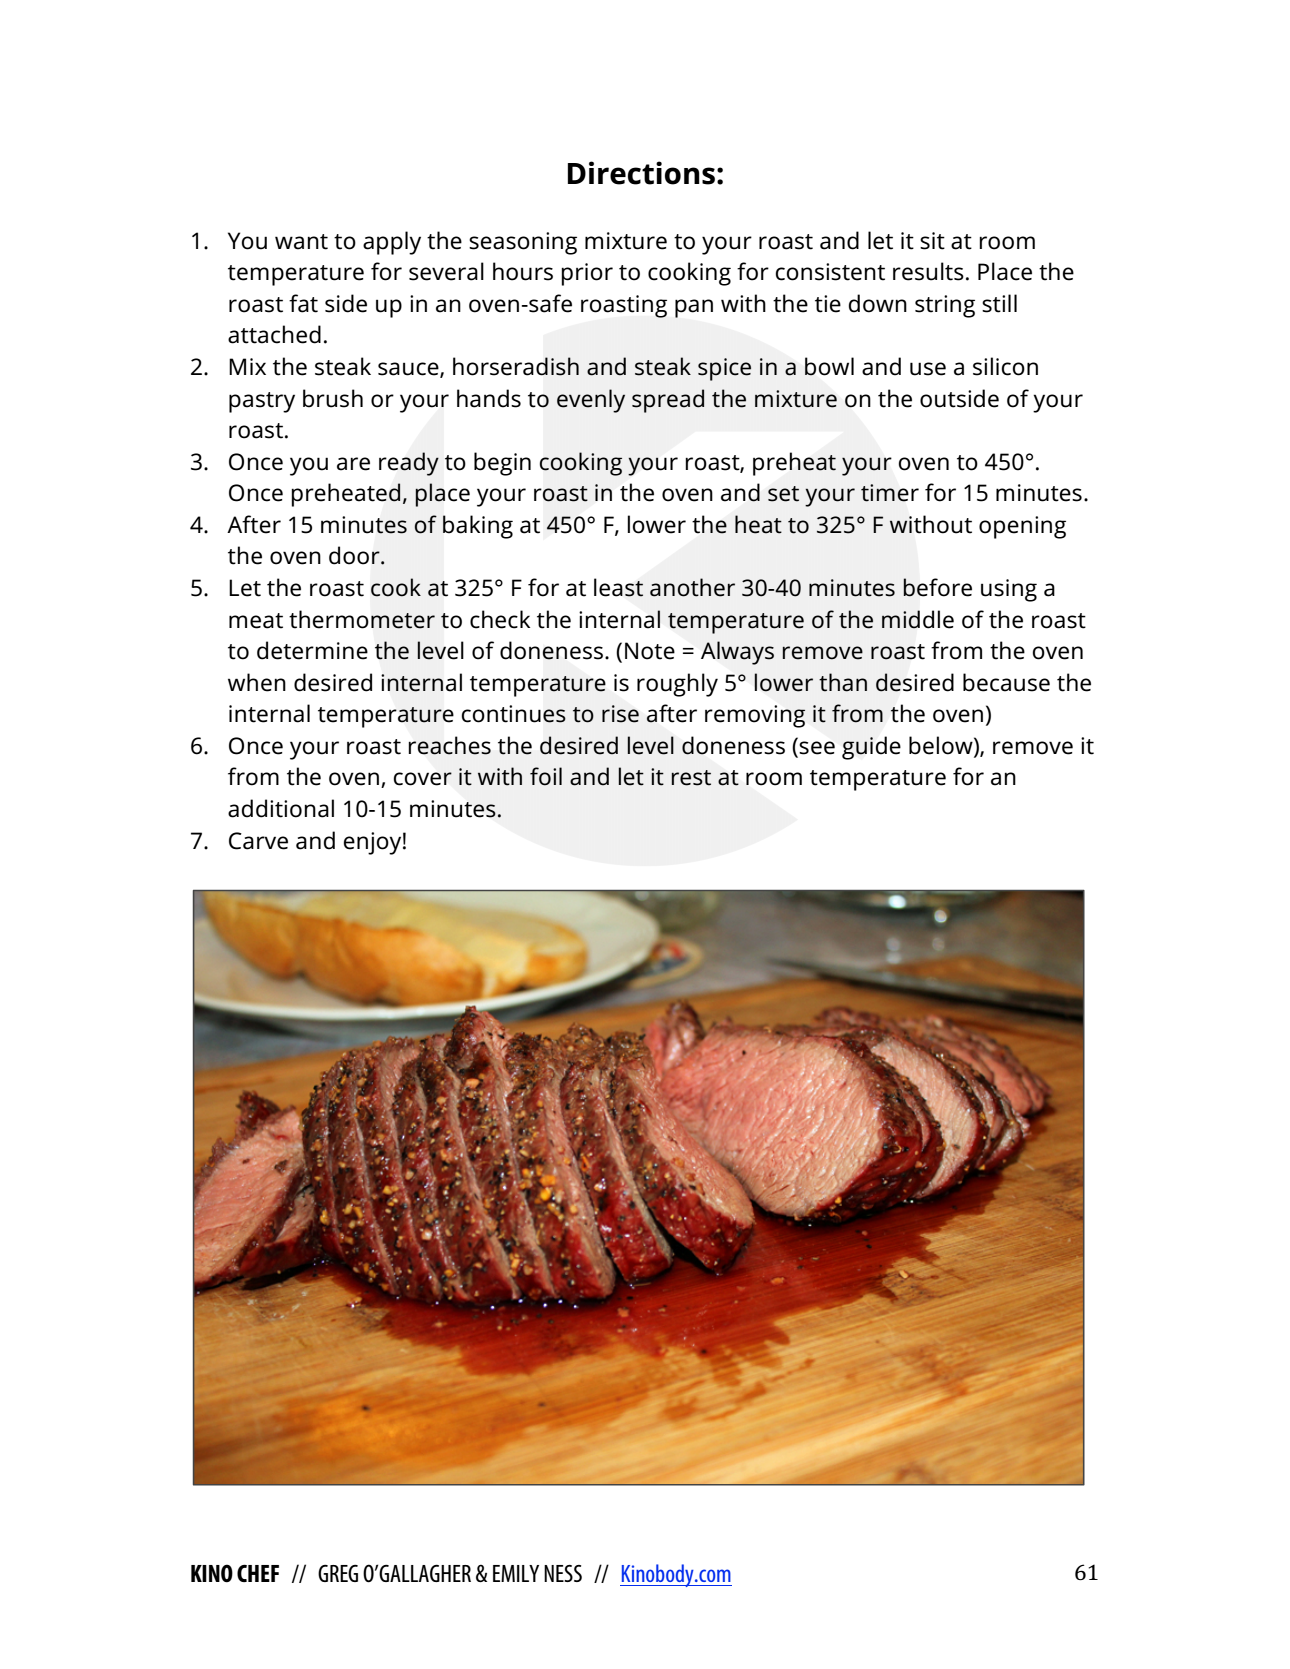 Directions:
1. You want to apply the seasoning mixture to your roast and let it sit at room
temperature for several hours prior to cooking for consistent results. Place the
roast fat side up in an oven-safe roasting pan with the tie down string still
attached.
2. Mix the steak sauce, horseradish and steak spice in a bowl and use a silicon
pastry brush or your hands to evenly spread the mixture on the outside of your
roast.
3. Once you are ready to begin cooking your roast, preheat your oven to 450°.
Once preheated, place your roast in the oven and set your timer for 15 minutes.
4. After 15 minutes of baking at 450° F, lower the heat to 325° F without opening
the oven door.
5. Let the roast cook at 325° F for at least another 30-40 minutes before using a
meat thermometer to check the internal temperature of the middle of the roast
to determine the level of doneness. (Note = Always remove roast from the oven
when desired internal temperature is roughly 5° lower than desired because the
internal temperature continues to rise after removing it from the oven)
6. Once your roast reaches the desired level doneness (see guide below), remove it
from the oven, cover it with foil and let it rest at room temperature for an
additional 10-15 minutes.
7. Carve and enjoy!
KINO CHEF // GREG O’GALLAGHER & EMILY NESS // Kinobody.com 61